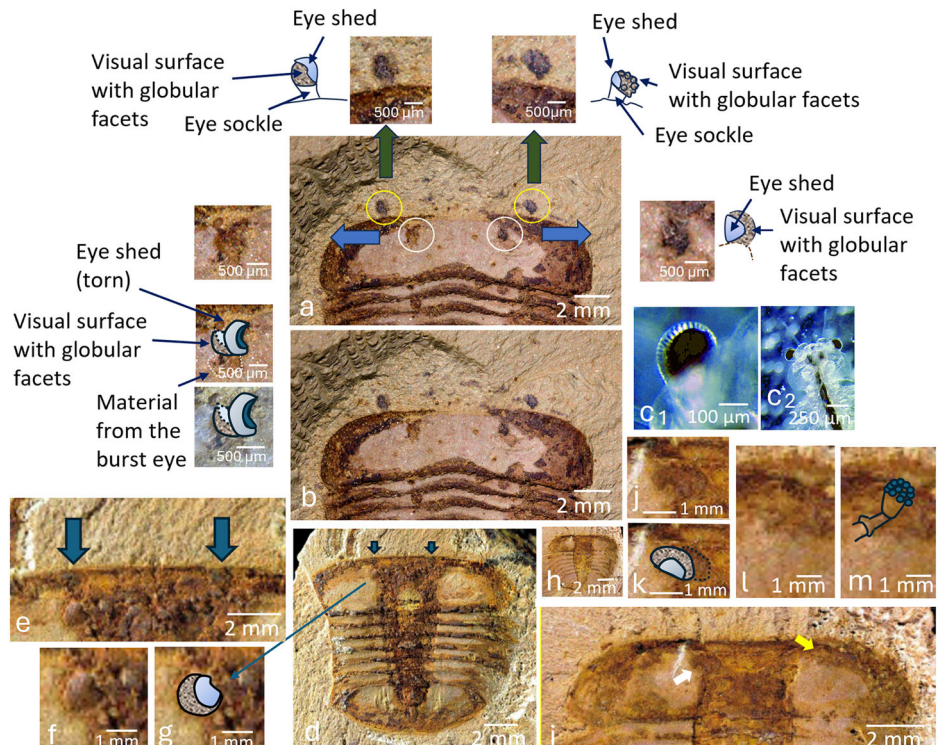 Eye shed
Visual surface
with globular
facets
Eye sockle
500 µm
500 µm
Eye shed
Visual surface
with globular facets
Eye sockle
a
2 mm
500 µm
Eye shed
(torn)
Visual surface
with globular
facets
Material
from the
burst eye
500 µm
500 µm
Eye shed
Visual surface
with globular
facets
b
2 mm
c1
100 µm
c2
250 µm
e
2 mm
f
1 mm
g
1 mm
d
2 mm
h
2 mm
j
1 mm
k
1 mm
l
1 mm
m
1 mm
i
2 mm